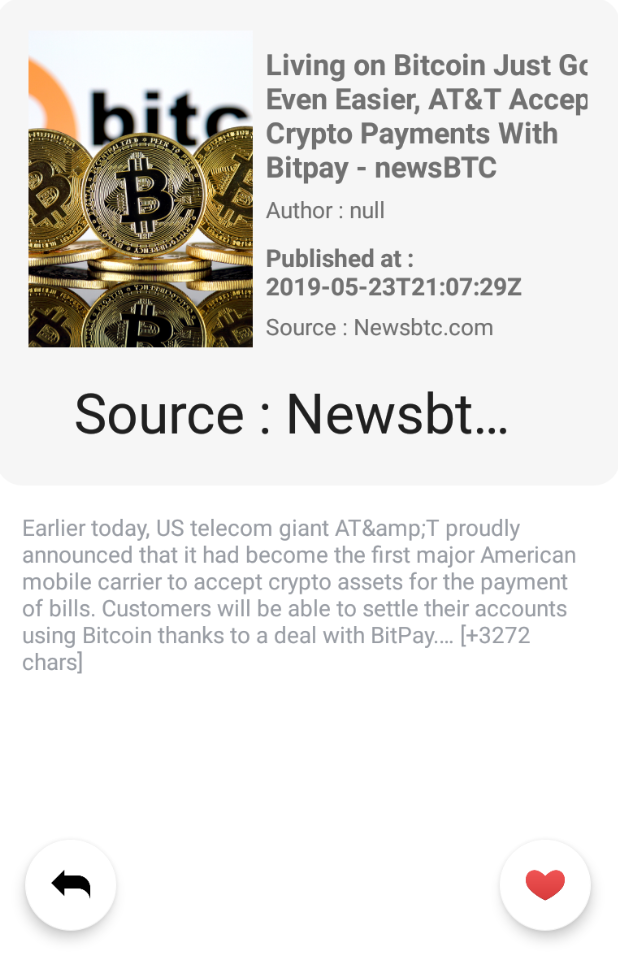 bitc
Living on Bitcoin Just Go
Even Easier, AT&T Accep
Crypto Payments With
Bitpay - newsBTC
Author : null
Published at :
2019-05-23T21:07:29Z
Source : Newsbtc.com
Source : Newsbt...
Earlier today, US telecom giant AT&amp;T proudly
announced that it had become the first major American
mobile carrier to accept crypto assets for the payment
of bills. Customers will be able to settle their accounts
using Bitcoin thanks to a deal with BitPay.... [+3272
chars]